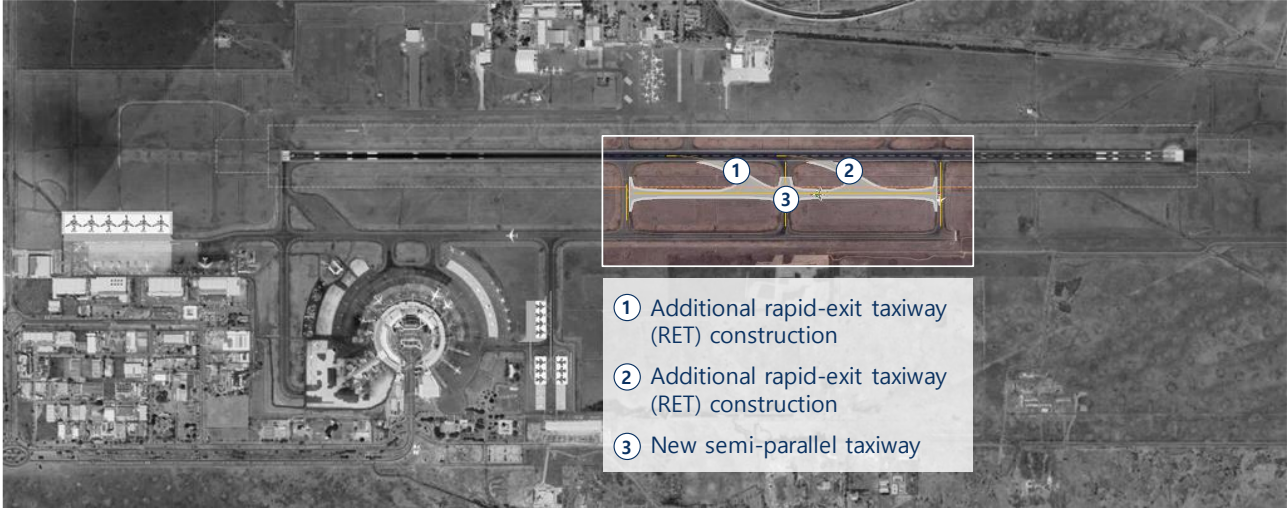 1
2
3
1 Additional rapid-exit taxiway
(RET) construction
2 Additional rapid-exit taxiway
(RET) construction
3 New semi-parallel taxiway